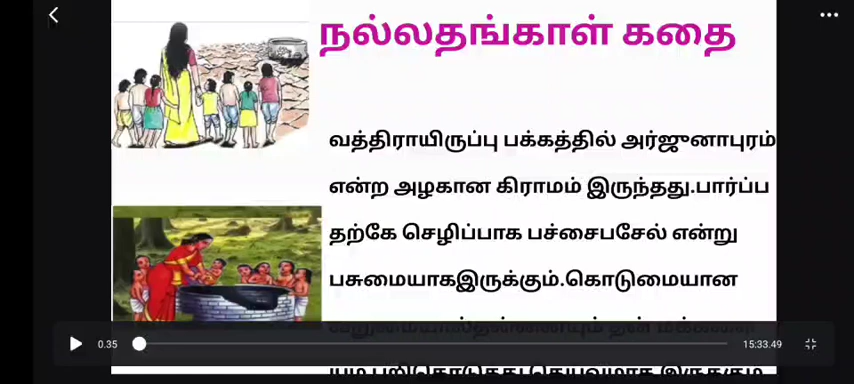 நல்லதங்காள் கதை
வத்திராயிருப்பு பக்கத்தில் அர்ஜுனாபுரம்
என்ற அழகான கிராமம் இருந்தது.பார்ப்ப
தற்கே செழிப்பாக பச்சைபசேல் என்று
பசுமையாகஇருக்கும்.கொடுமையான
0.35
15:33.49